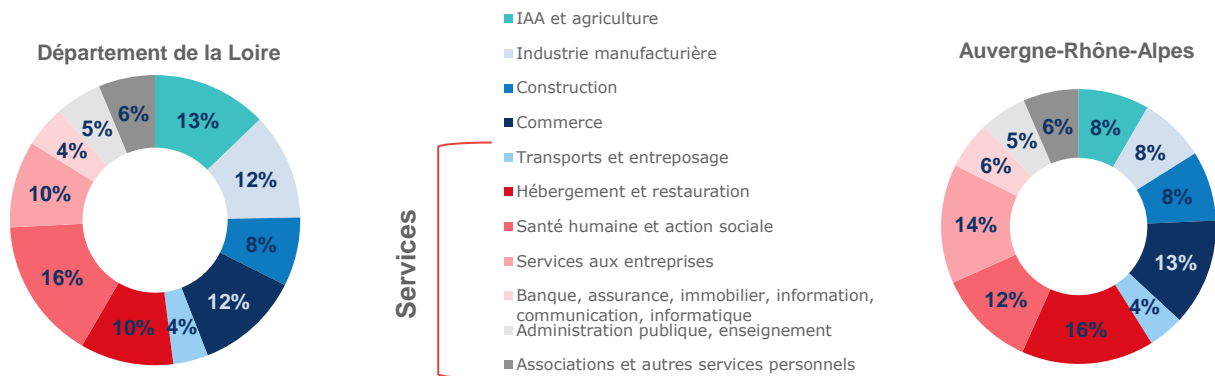 Département de la Loire
13%
12%
8%
12%
4%
10%
16%
10%
4%
5%
6%
Services
IAA et agriculture
Industrie manufacturière
Construction
Commerce
Transports et entreposage
Hébergement et restauration
Santé humaine et action sociale
Services aux entreprises
Banque, assurance, immobilier, information,
communication, informatique
Administration publique, enseignement
Associations et autres services personnels
Auvergne-Rhône-Alpes
8%
8%
8%
13%
4%
16%
12%
14%
6%
5%
6%